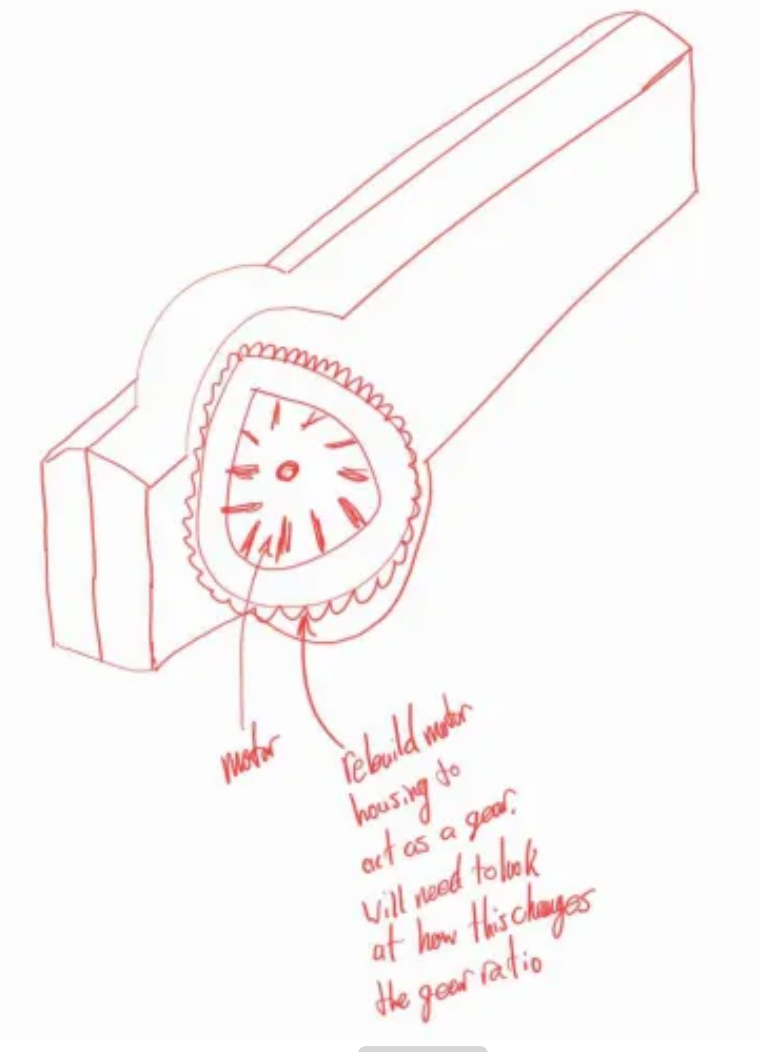 motor
rebuild motor
housing to
act as a gear.
will need to look
at how this changes
the gear ratio